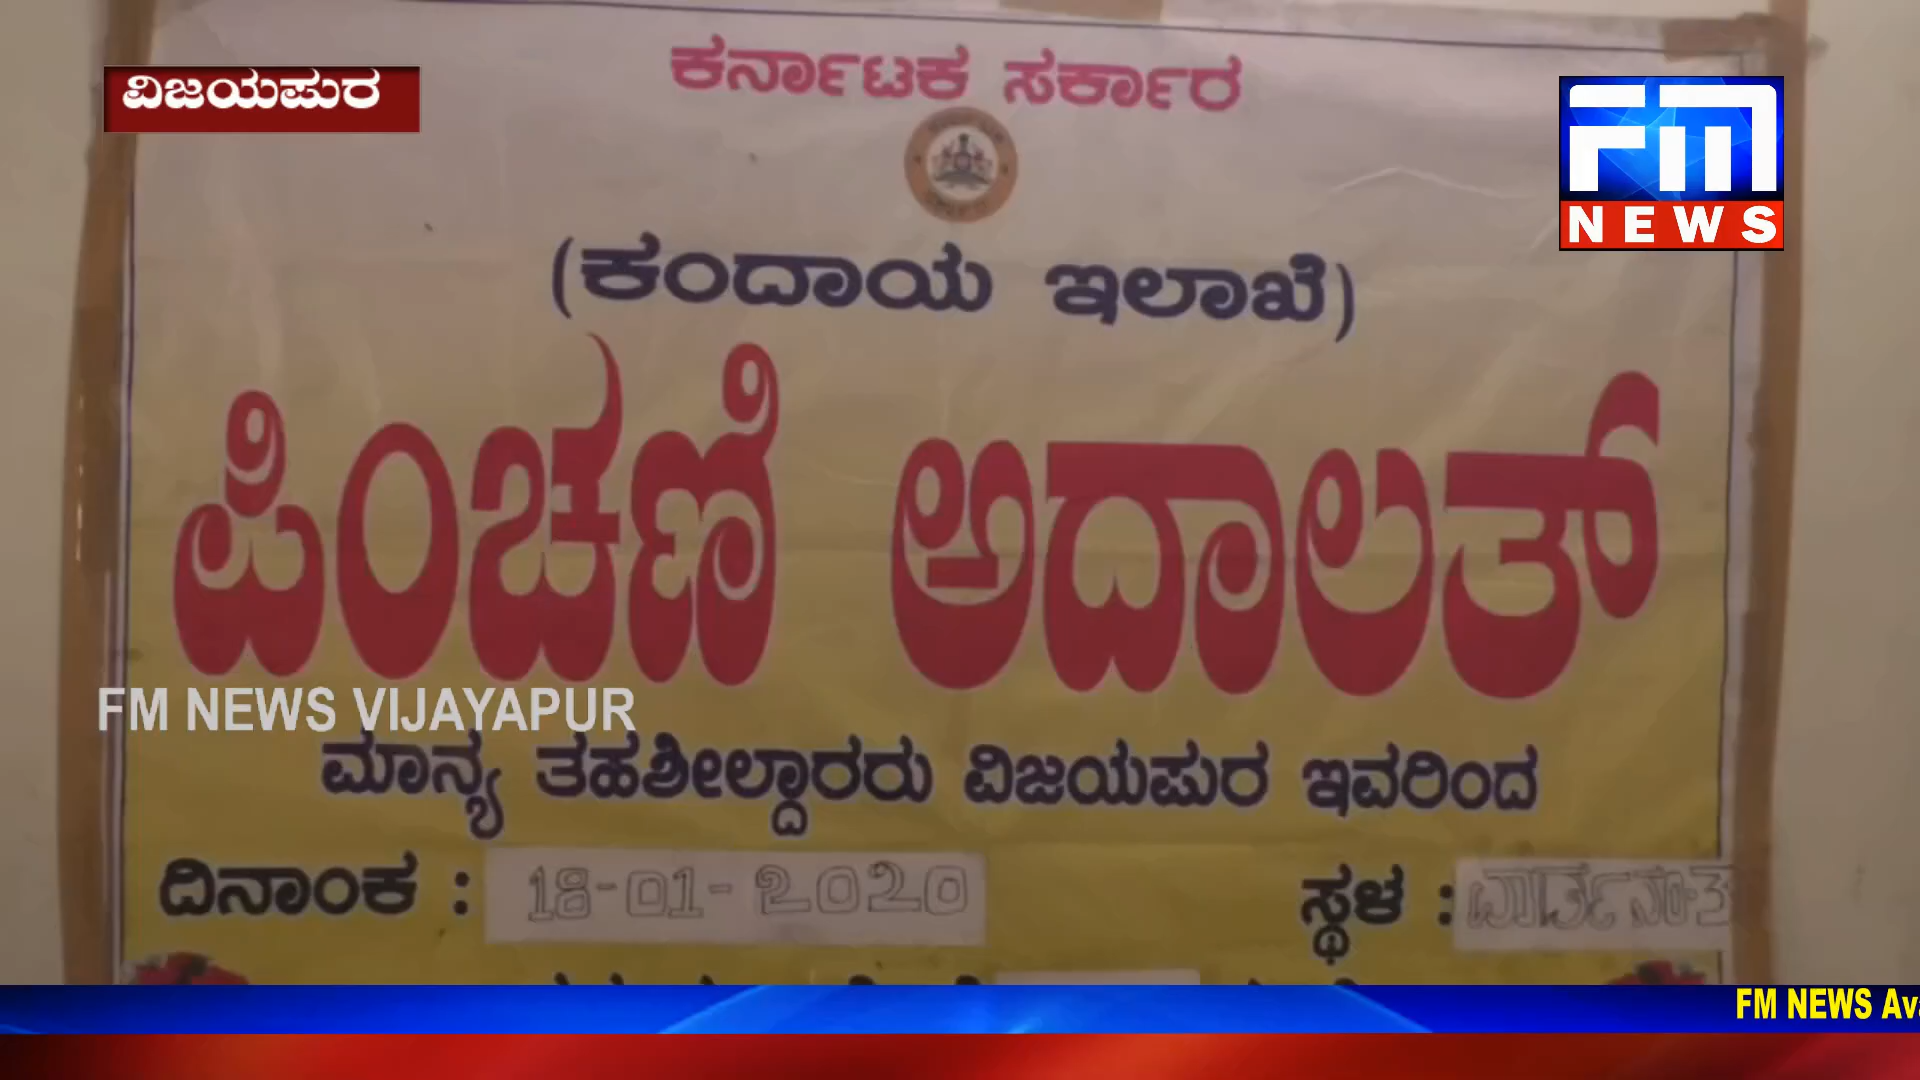 ವಿಜಯಪುರ
ಕರ್ನಾಟಕ ಸರ್ಕಾರ
FM
NEWS
(ಕಂದಾಯ ಇಲಾಖೆ)
ಪಿಂಚಣಿ ಅದಾಲತ್
FM NEWS VIJAYAPUR
ಮಾನ್ಯ ತಹಶೀಲ್ದಾರರು ವಿಜಯಪುರ ಇವರಿಂದ
ದಿನಾಂಕ : 18-01-2020
ಸ್ಥಳ : ವಾರ್ಡ ನಂ-3
FM NEWS